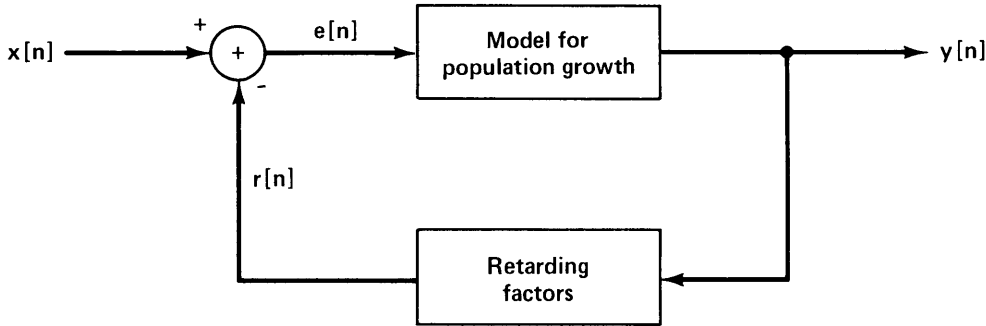 x[n]
+
+
-
e[n]
Model for
population growth
y[n]
r[n]
Retarding
factors